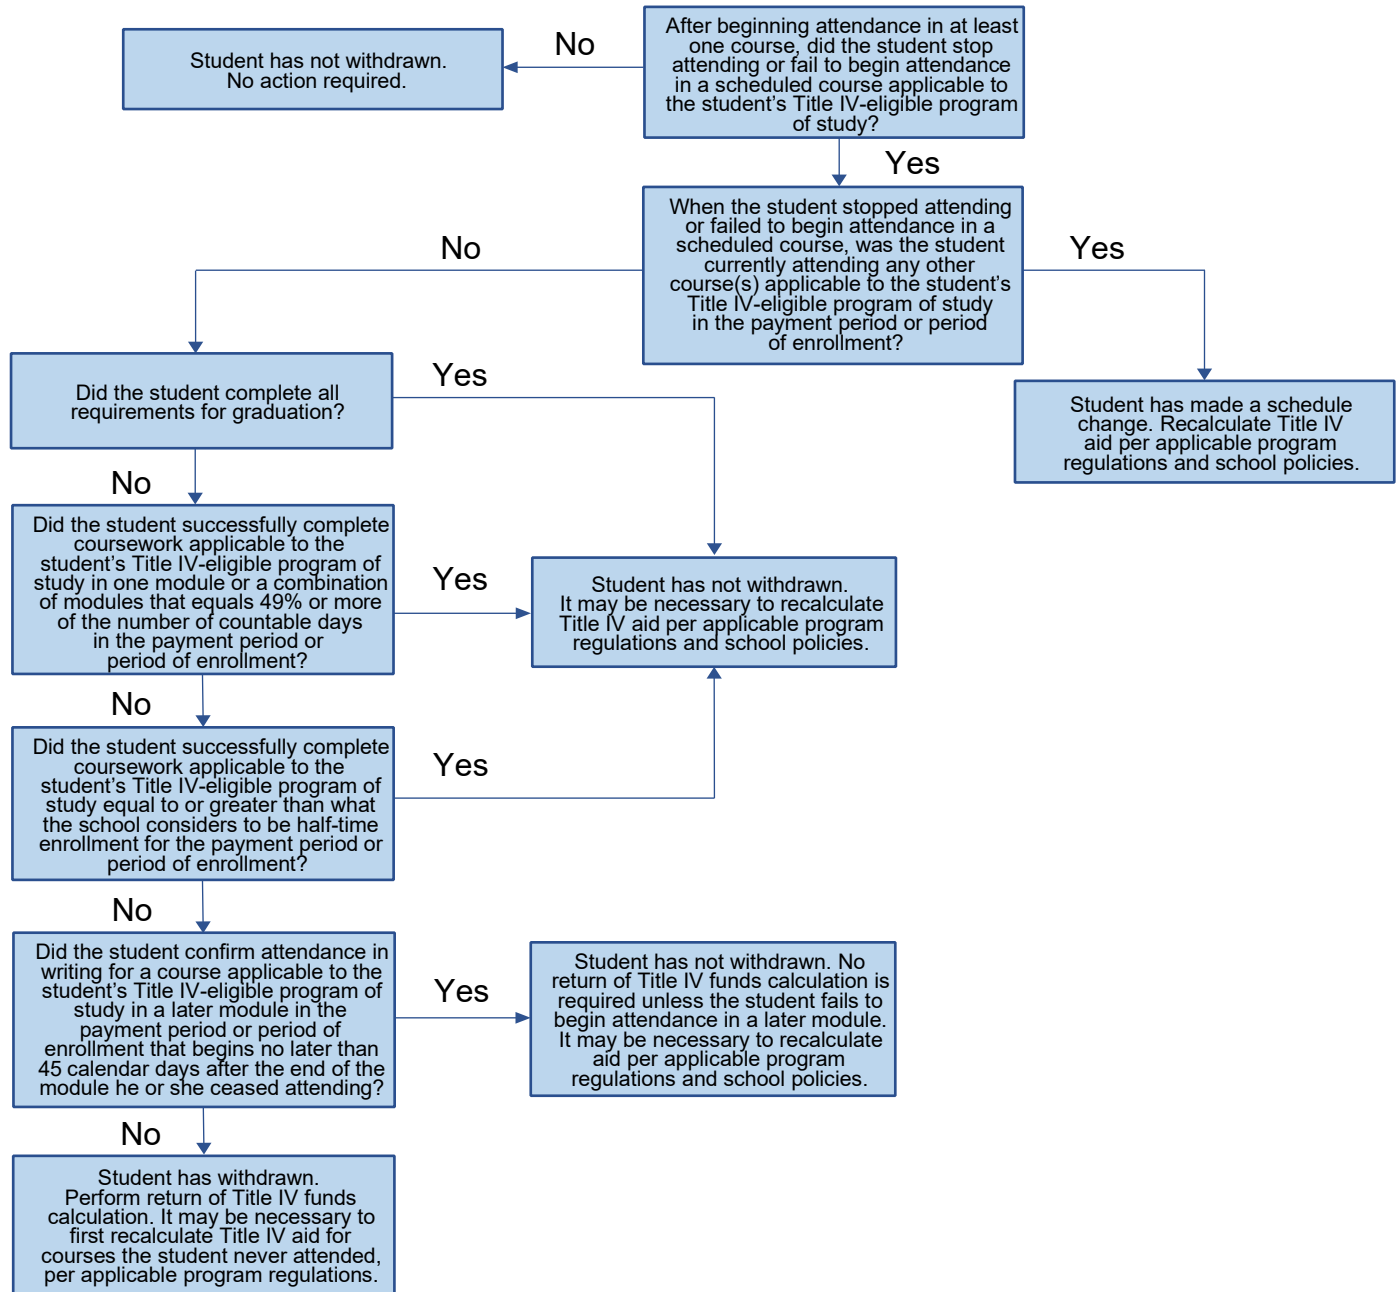 After beginning attendance in at least
one course, did the student stop
attending or fail to begin attendance
in a scheduled course applicable to
the student's Title IV-eligible program
of study?
No
Student has not withdrawn.
No action required.
Yes
When the student stopped attending
or failed to begin attendance in a
scheduled course, was the student
currently attending any other
course(s) applicable to the student's
Title IV-eligible program of study
in the payment period or period
of enrollment?
No
Yes
Student has made a schedule
change. Recalculate Title IV
aid per applicable program
regulations and school policies.
Did the student complete all
requirements for graduation?
Yes
No
Did the student successfully complete
coursework applicable to the
student's Title IV-eligible program of
study in one module or a combination
of modules that equals 49% or more
of the number of countable days
in the payment period or
period of enrollment?
Yes
Student has not withdrawn.
It may be necessary to recalculate
Title IV aid per applicable program
regulations and school policies.
No
Did the student successfully complete
coursework applicable to the
student's Title IV-eligible program of
study equal to or greater than what
the school considers to be half-time
enrollment for the payment period or
period of enrollment?
Yes
No
Did the student confirm attendance in
writing for a course applicable to the
student's Title IV-eligible program of
study in a later module in the
payment period or period of
enrollment that begins no later than
45 calendar days after the end of the
module he or she ceased attending?
Yes
Student has not withdrawn. No
return of Title IV funds calculation is
required unless the student fails to
begin attendance in a later module.
It may be necessary to recalculate
aid per applicable program
regulations and school policies.
No
Student has withdrawn.
Perform return of Title IV funds
calculation. It may be necessary to
first recalculate Title IV aid for
courses the student never attended,
per applicable program regulations.